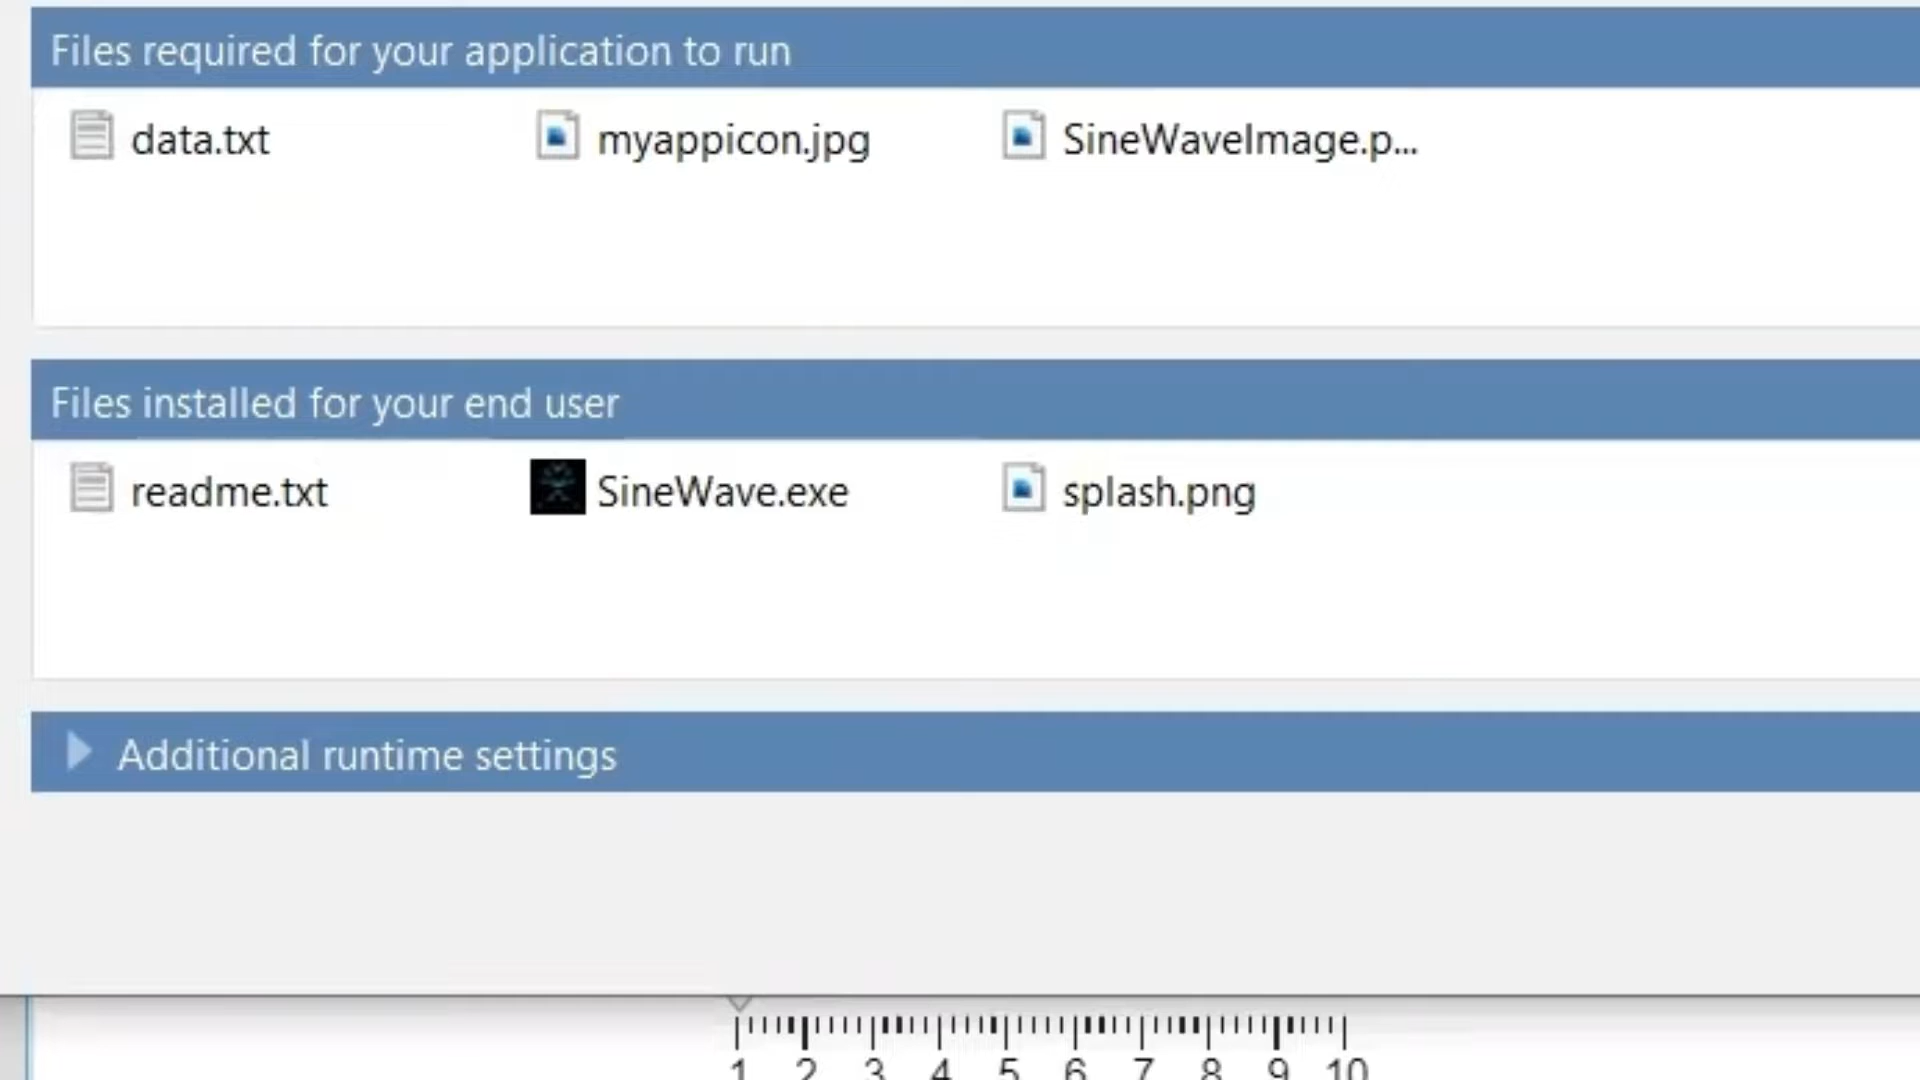 Files required for your application to run
data.txt myappicon.jpg SineWaveImage.p...
Files installed for your end user
readme.txt SineWave.exe splash.png
Additional runtime settings
1 2 3 4 5 6 7 8 9 10